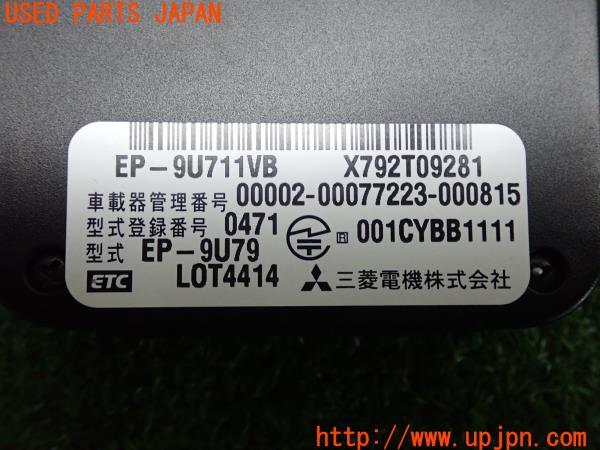 USED PARTS JAPAN
EP-9U711VB X792T09281
車載器管理番号 00002-00077223-000815
型式登録番号 0471 R 001CYBB1111
型式 EP-9U79
ETC LOT4414 三菱電機株式会社
http://www.upjpn.com/